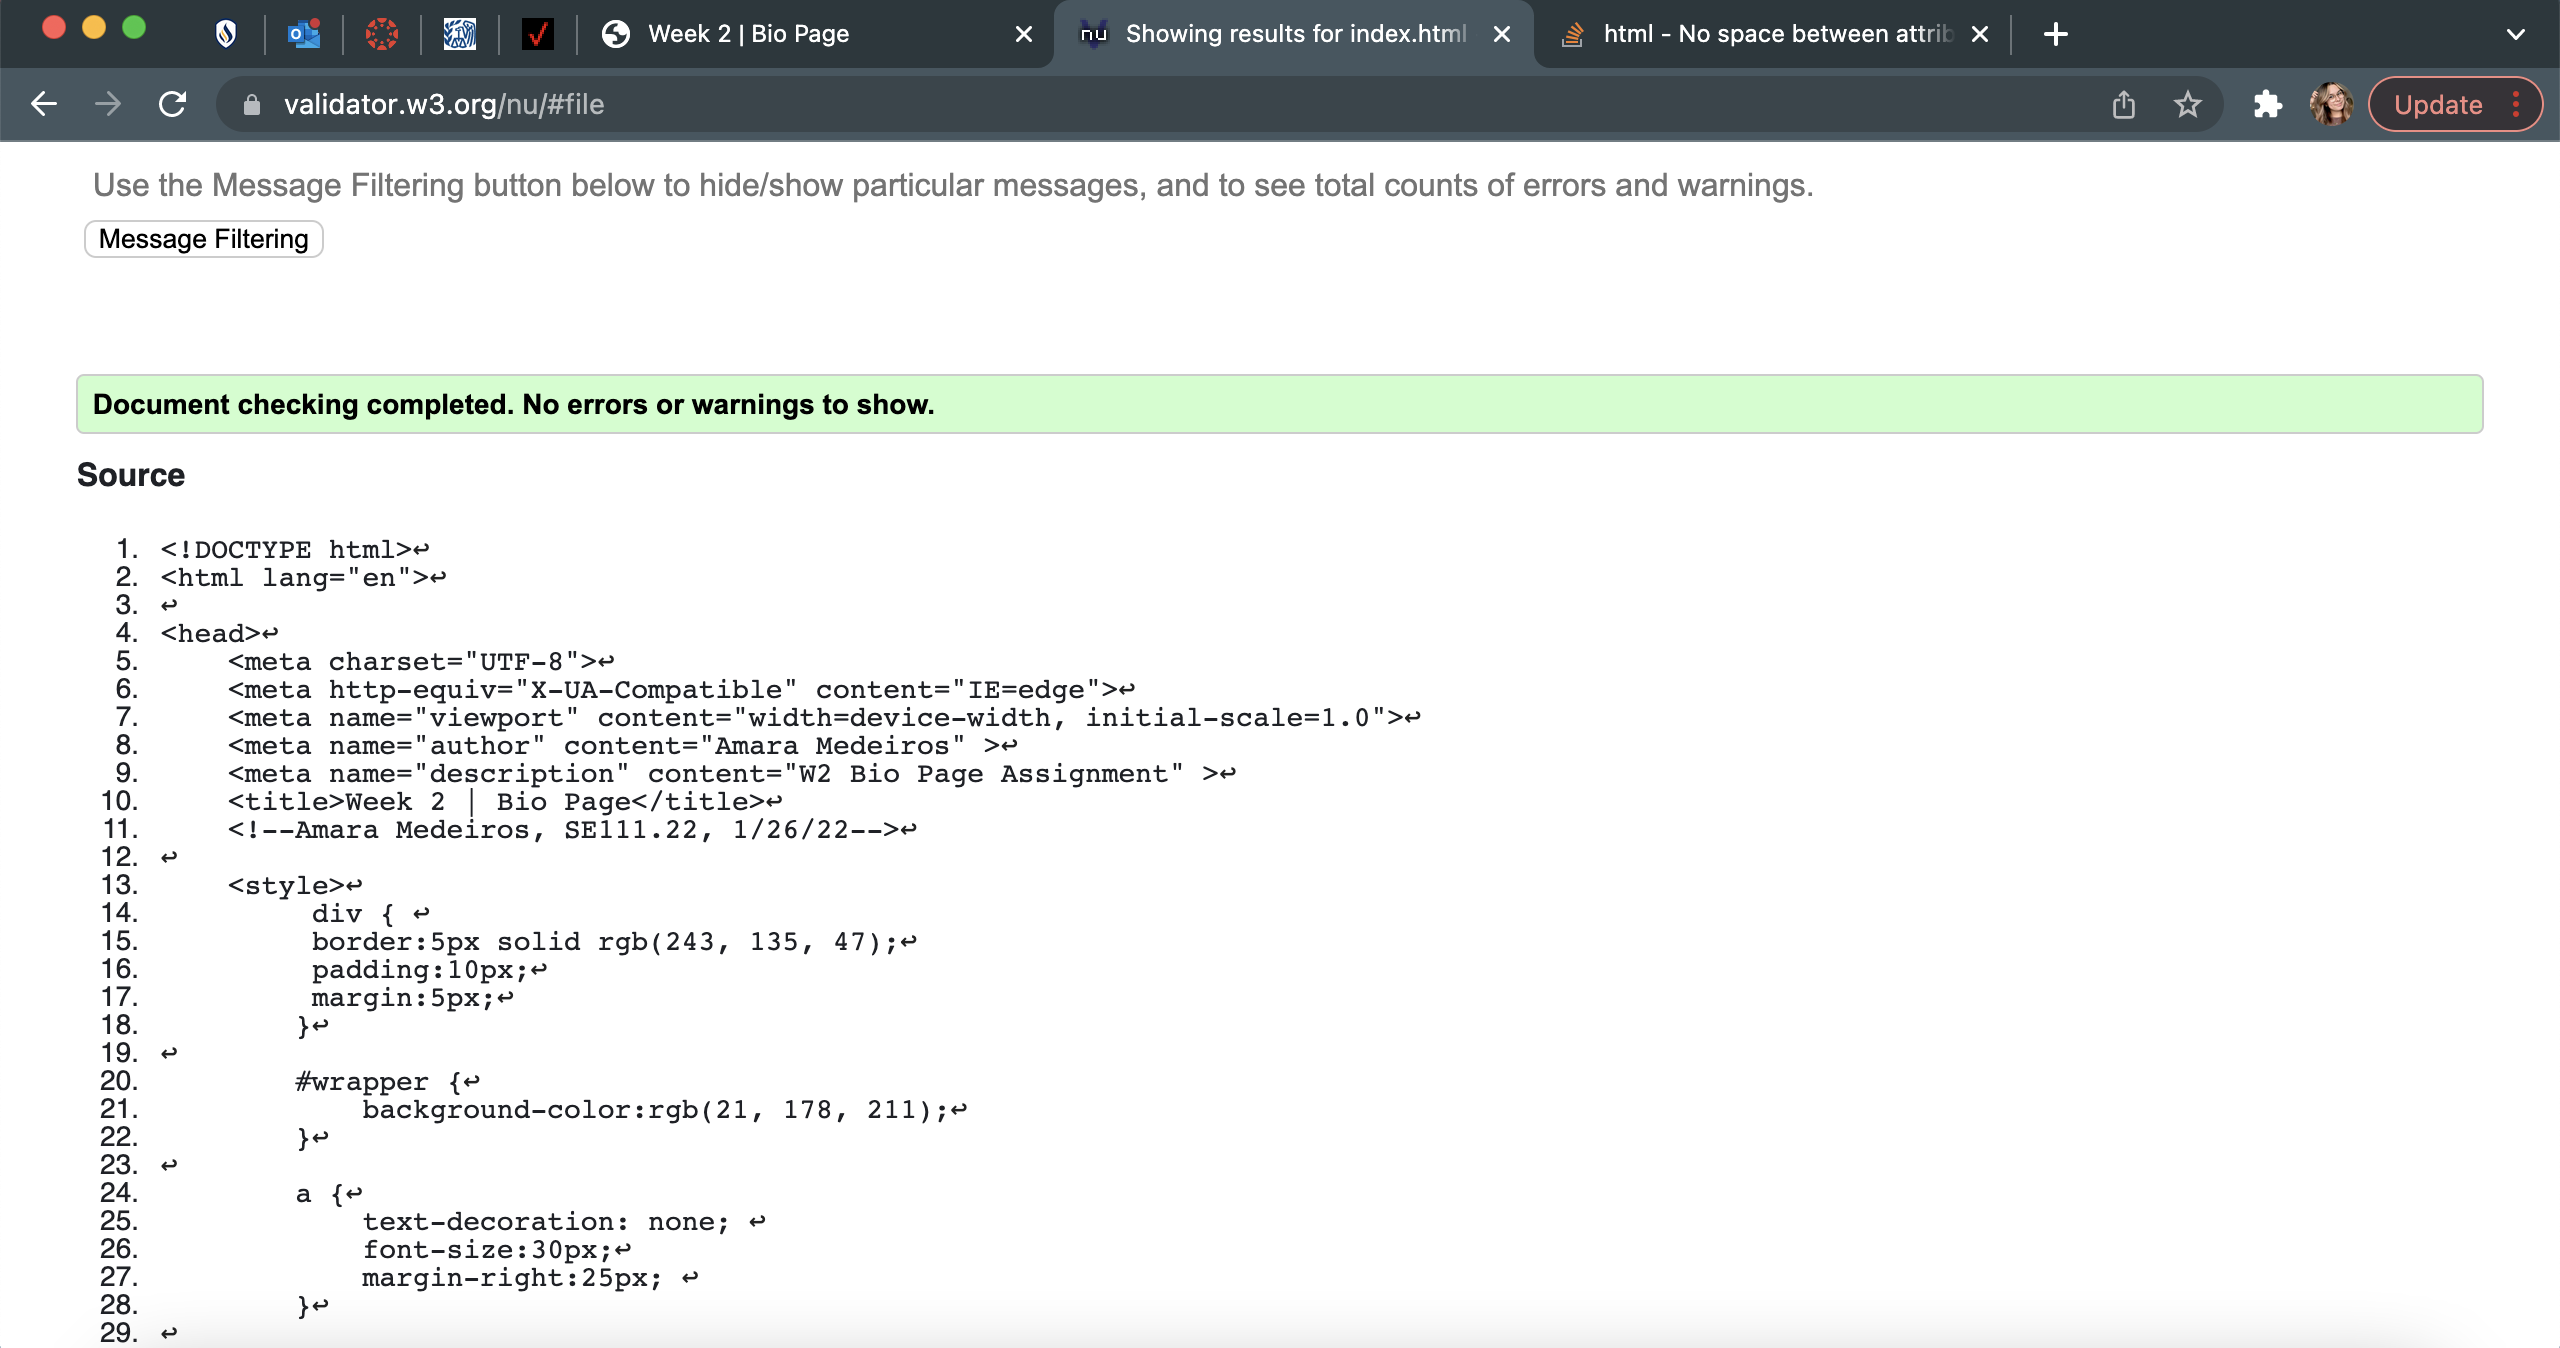 Week 2 | Bio Page
nu Showing results for index.html
html - No space between attrib
validator.w3.org/nu/#file
Update
Use the Message Filtering button below to hide/show particular messages, and to see total counts of errors and warnings.
Message Filtering
Document checking completed. No errors or warnings to show.
Source
1. <!DOCTYPE html>↩
2. <html lang="en">↩
3. ↩
4. <head>↩
5.     <meta charset="UTF-8">↩
6.     <meta http-equiv="X-UA-Compatible" content="IE=edge">↩
7.     <meta name="viewport" content="width=device-width, initial-scale=1.0">↩
8.     <meta name="author" content="Amara Medeiros" >↩
9.     <meta name="description" content="W2 Bio Page Assignment" >↩
10.     <title>Week 2 | Bio Page</title>↩
11.     <!--Amara Medeiros, SE111.22, 1/26/22-->↩
12. ↩
13.     <style>↩
14.          div { ↩
15.          border:5px solid rgb(243, 135, 47);↩
16.          padding:10px;↩
17.          margin:5px;↩
18.         }↩
19. ↩
20.         #wrapper {↩
21.             background-color:rgb(21, 178, 211);↩
22.         }↩
23. ↩
24.         a {↩
25.             text-decoration: none; ↩
26.             font-size:30px;↩
27.             margin-right:25px; ↩
28.         }↩
29. ↩